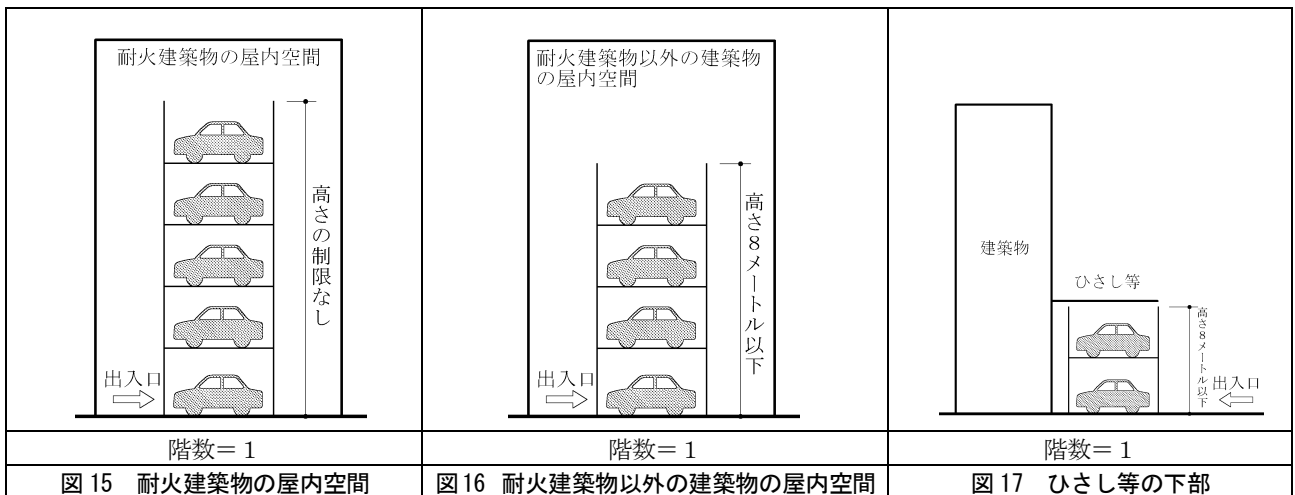 耐火建築物の屋内空間
高さの制限なし
出入口
階数=1
図15 耐火建築物の屋内空間
耐火建築物以外の建築物
の屋内空間
高さ8メートル以下
出入口
階数=1
図16 耐火建築物以外の建築物の屋内空間
建築物
ひさし等
高さ8メートル以下
出入口
階数=1
図17 ひさし等の下部